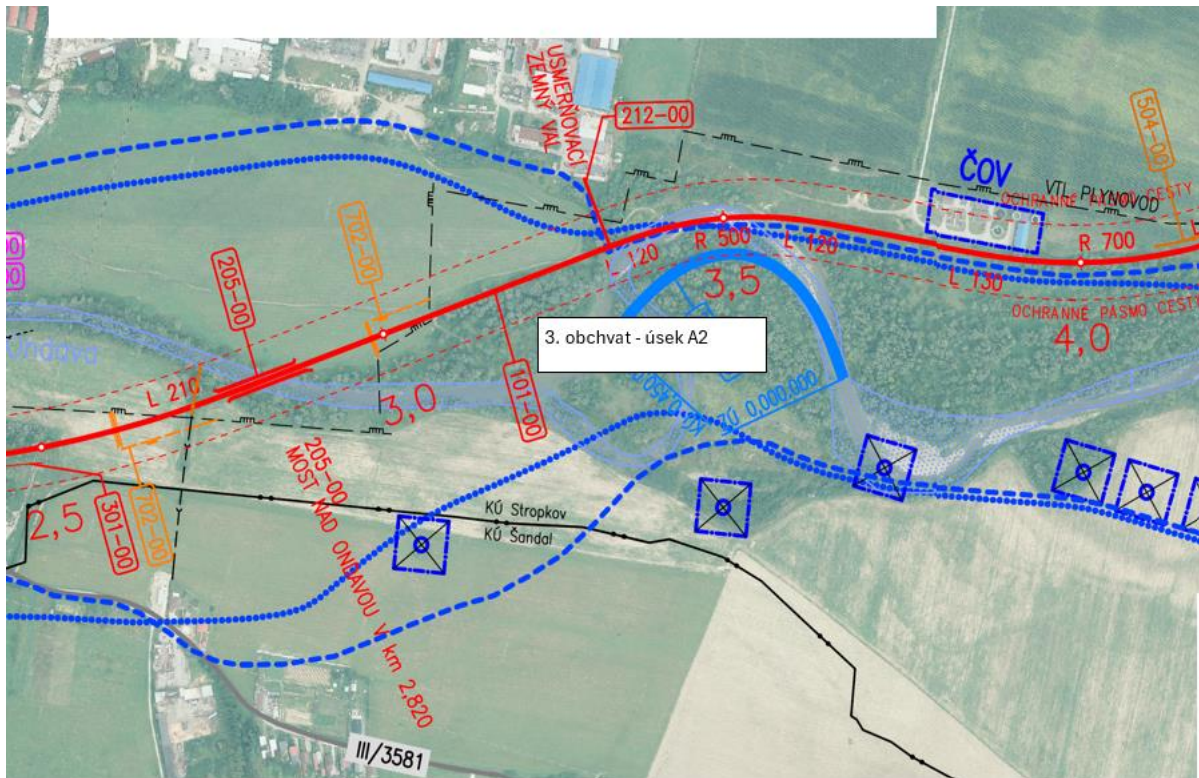 USMERŇOVACÍ
ZEMNÝ VAL
212-00
504-00
ČOV
VTL PLYNOVOD
OCHRANNÉ PÁSMO CESTY
702-00
205-00
L 120
R 500
L 120
R 700
L 130
3,5
OCHRANNÉ PÁSMO CESTY
4,0
3. obchvat - úsek A2
Ondava
L 210
3,0
101-00
KÚ 0,450
ZÚ 0,000,000
205-00
MOST NAD ONDAVOU V km 2,820
2,5
301-00
702-00
KÚ Stropkov
KÚ Šandal
III/3581